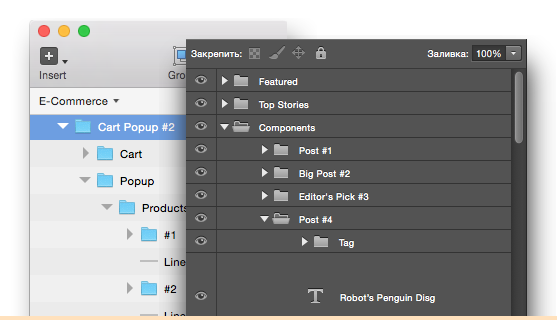 Insert
Gro
E-Commerce
Cart Popup #2
Cart
Popup
Products
#1
Line
#2
Line
Закрепить:
Заливка: 100%
Featured
Top Stories
Components
Post #1
Big Post #2
Editor's Pick #3
Post #4
Tag
T
Robot's Penguin Disg